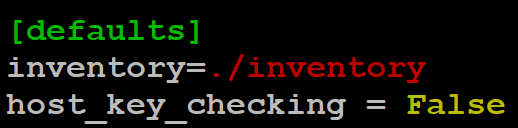 [defaults]
inventory=./inventory
host_key_checking = False